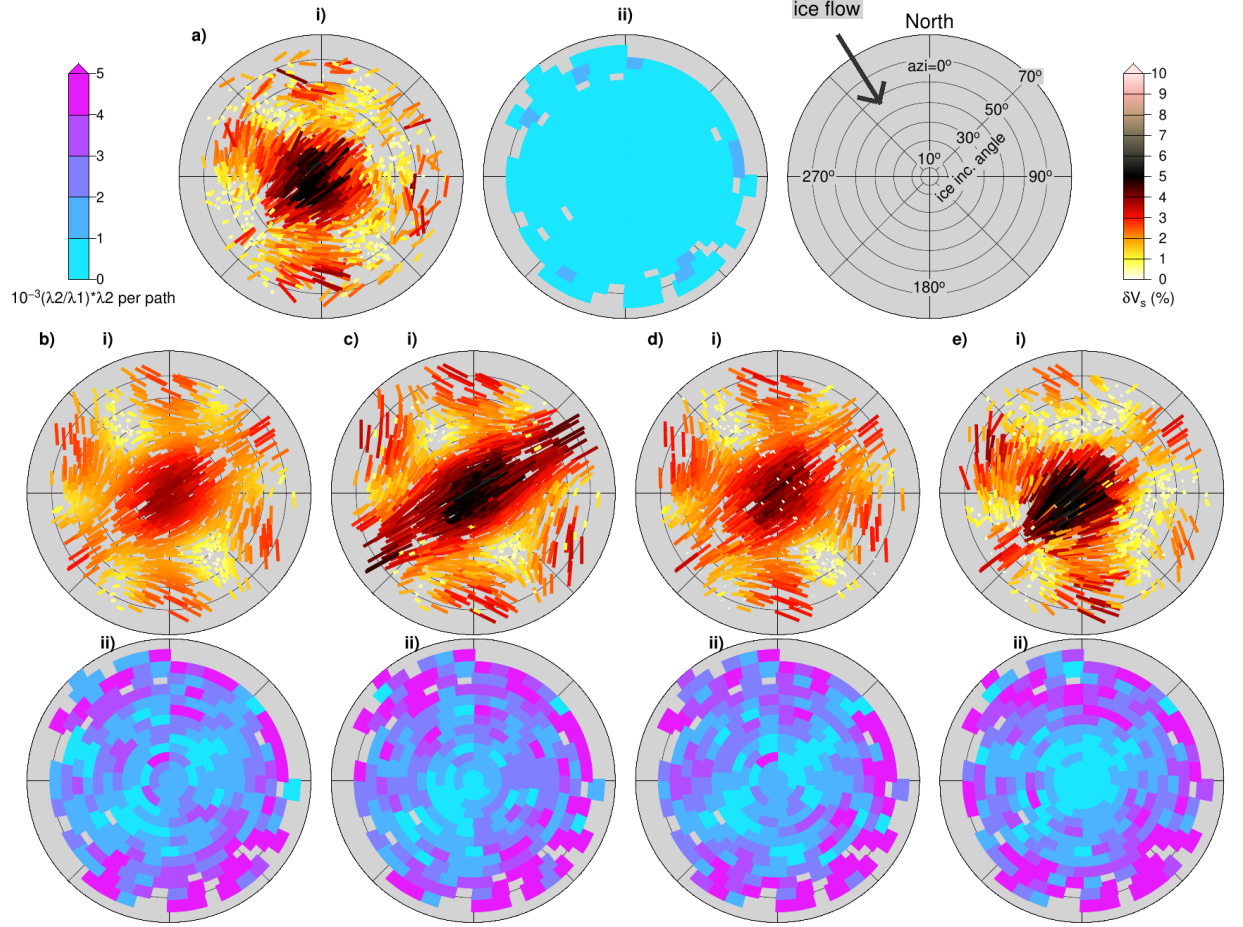 ice flow
i)
ii)
North
a)
5
4
3
2
1
0
10⁻³(λ2/λ1)*λ2 per path
azi=0º
70º
50º
30º
10º
ice inc. angle
270º
90º
180º
10
9
8
7
6
5
4
3
2
1
0
δVs (%)
b)
i)
c)
i)
d)
i)
e)
i)
ii)
ii)
ii)
ii)